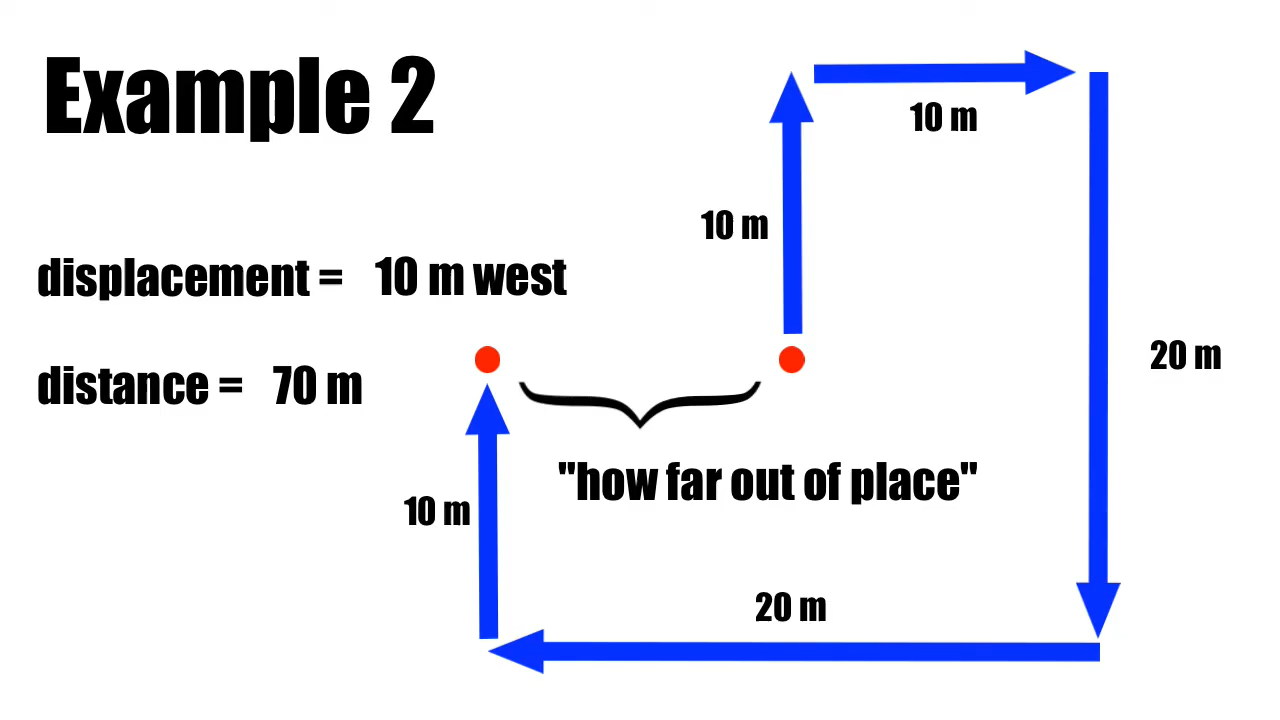 Example 2
displacement = 10 m west
distance = 70 m
10 m
10 m
20 m
20 m
10 m
"how far out of place"